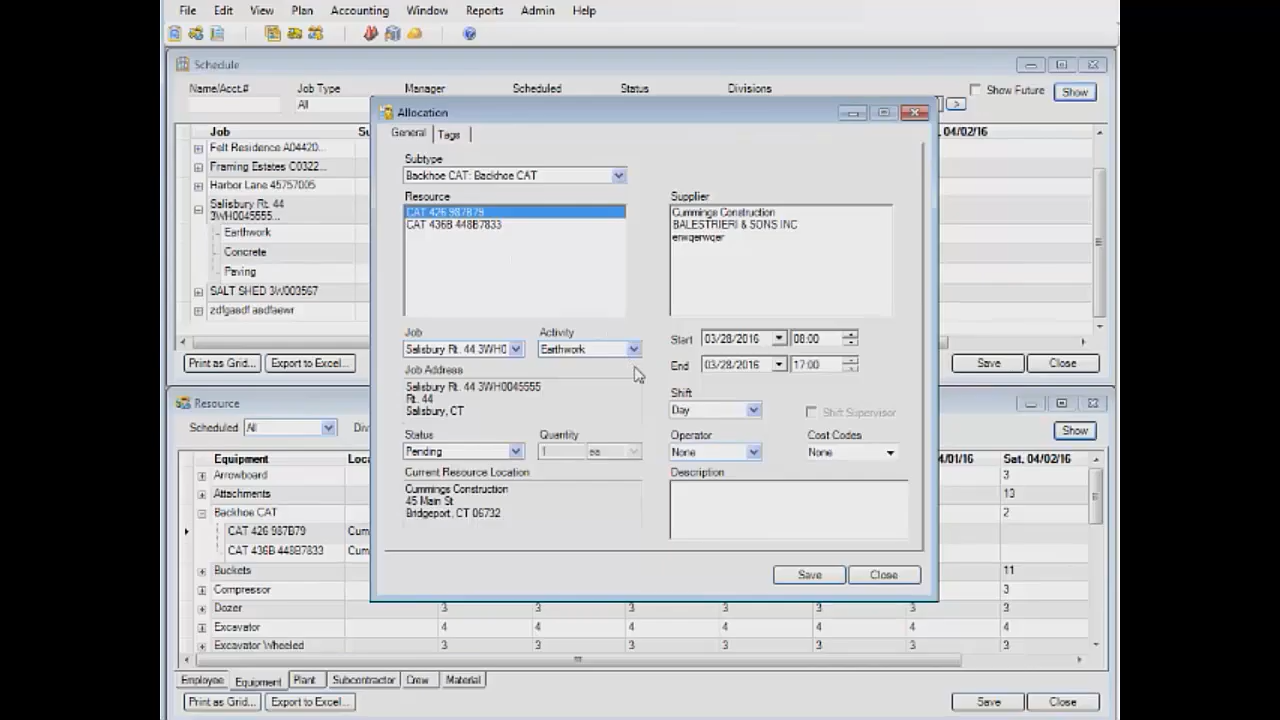 File Edit View Plan Accounting Window Reports Admin Help
Schedule
Name/Acct.# Job Type Manager Scheduled Status Divisions Show Future Show
All >
Job , 04/02/16
Felt Residence A04420...
Framing Estates C0322...
Harbor Lane 45757005
Salisbury Rt. 44
3WH0045555...
Earthwork
Concrete
Paving
SALT SHED 3W003567
Print as Grid... Export to Excel... Save Close
Allocation
General Tags
Subtype
Backhoe CAT: Backhoe CAT
Resource Supplier
CAT 426 987B79 Cummings Construction
CAT 436B 448B7833 BALESTRIERI & SONS INC
erwqerwqer
Job Activity
Salisbury Rt. 44 3WH0 Earthwork
Start 03/28/2016 08:00
End 03/28/2016 17:00
Job Address
Salisbury Rt. 44 3WH0045555
Rt. 44
Salisbury, CT
Shift
Day Shift Supervisor
Status Quantity Operator Cost Codes
Pending 1 ea None None
Current Resource Location Description
Cummings Construction
45 Main St
Bridgeport, CT 06732
Save Close
Resource
Scheduled All Show
Equipment /01/16 Sat, 04/02/16
Arrowboard 3
Attachments 13
Backhoe CAT 2
CAT 426 987B79
CAT 436B 448B7833
Buckets 11
Compressor 3
Dozer 3 3 3 3 3 3 3
Excavator 4 4 4 4 4 4 4
Excavator Wheeled 3 3 3 3 3 3 3
Employee Equipment Plant Subcontractor Crew Material
Print as Grid... Export to Excel... Save Close